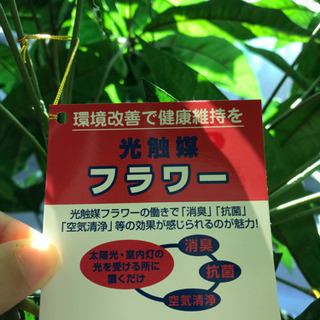 環境改善で健康維持を
光触媒
フラワー
光触媒フラワーの働きで「消臭」「抗菌」
「空気清浄」等の効果が感じられるのが魅力!
太陽光・室内灯の
光を受ける所に
置くだけ
消臭
抗菌
空気清浄